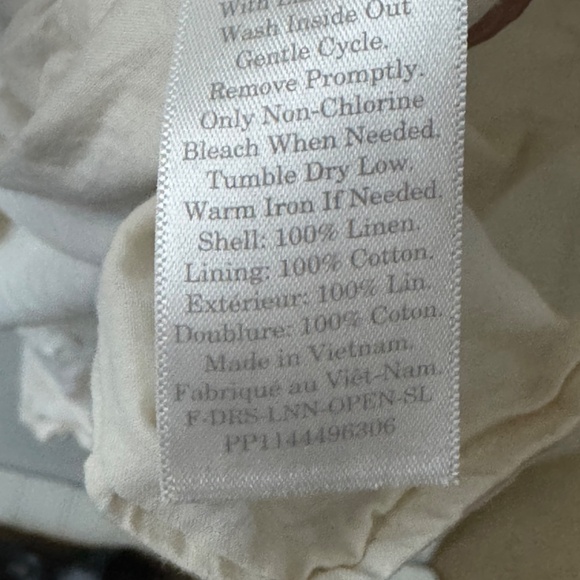 With
Wash Inside Out
Gentle Cycle.
Remove Promptly.
Only Non-Chlorine
Bleach When Needed.
Tumble Dry Low.
Warm Iron If Needed.
Shell: 100% Linen.
Lining: 100% Cotton.
Extérieur: 100% Lin.
Doublure: 100% Coton.
Made in Vietnam.
Fabriqué au Viêt-Nam.
F-DRS-LNN-OPEN-SL
PP1144496306